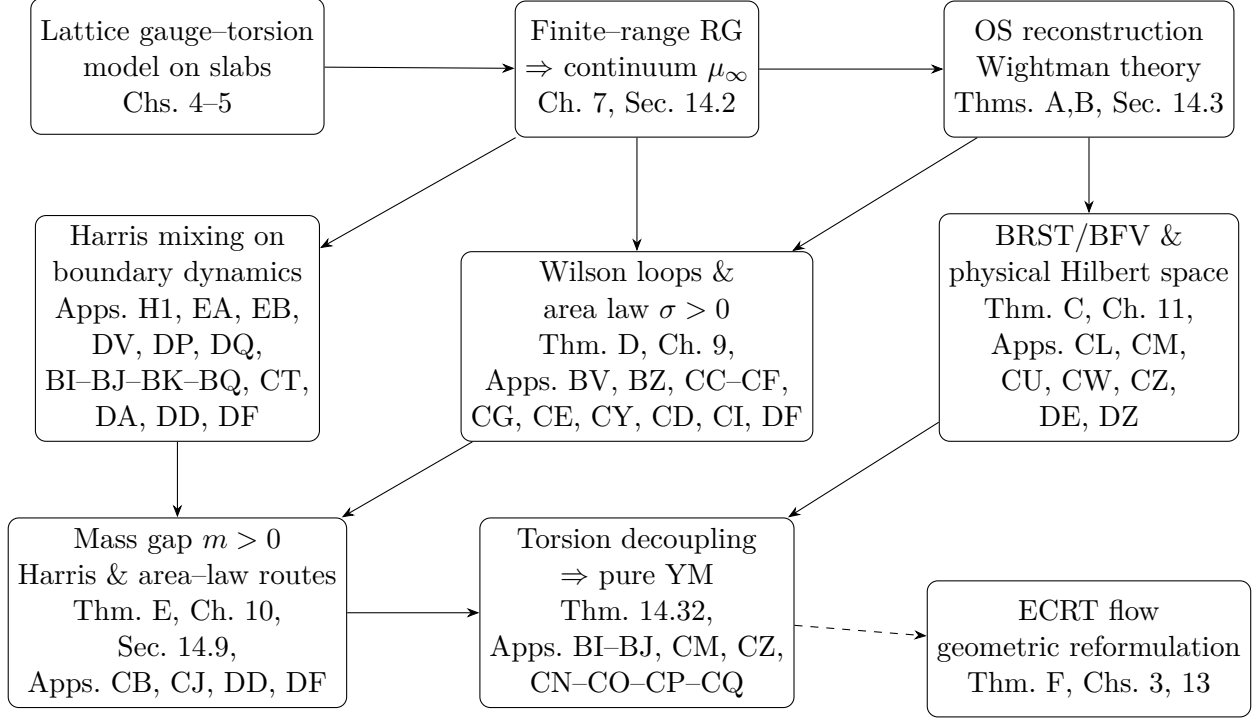 Lattice gauge–torsion
model on slabs
Chs. 4–5
Finite–range RG
⇒ continuum μ∞
Ch. 7, Sec. 14.2
OS reconstruction
Wightman theory
Thms. A,B, Sec. 14.3
Harris mixing on
boundary dynamics
Apps. H1, EA, EB,
DV, DP, DQ,
BI–BJ–BK–BQ, CT,
DA, DD, DF
Wilson loops &
area law σ > 0
Thm. D, Ch. 9,
Apps. BV, BZ, CC–CF,
CG, CE, CY, CD, CI, DF
BRST/BFV &
physical Hilbert space
Thm. C, Ch. 11,
Apps. CL, CM,
CU, CW, CZ,
DE, DZ
Mass gap m > 0
Harris & area–law routes
Thm. E, Ch. 10,
Sec. 14.9,
Apps. CB, CJ, DD, DF
Torsion decoupling
⇒ pure YM
Thm. 14.32,
Apps. BI–BJ, CM, CZ,
CN–CO–CP–CQ
ECRT flow
geometric reformulation
Thm. F, Chs. 3, 13